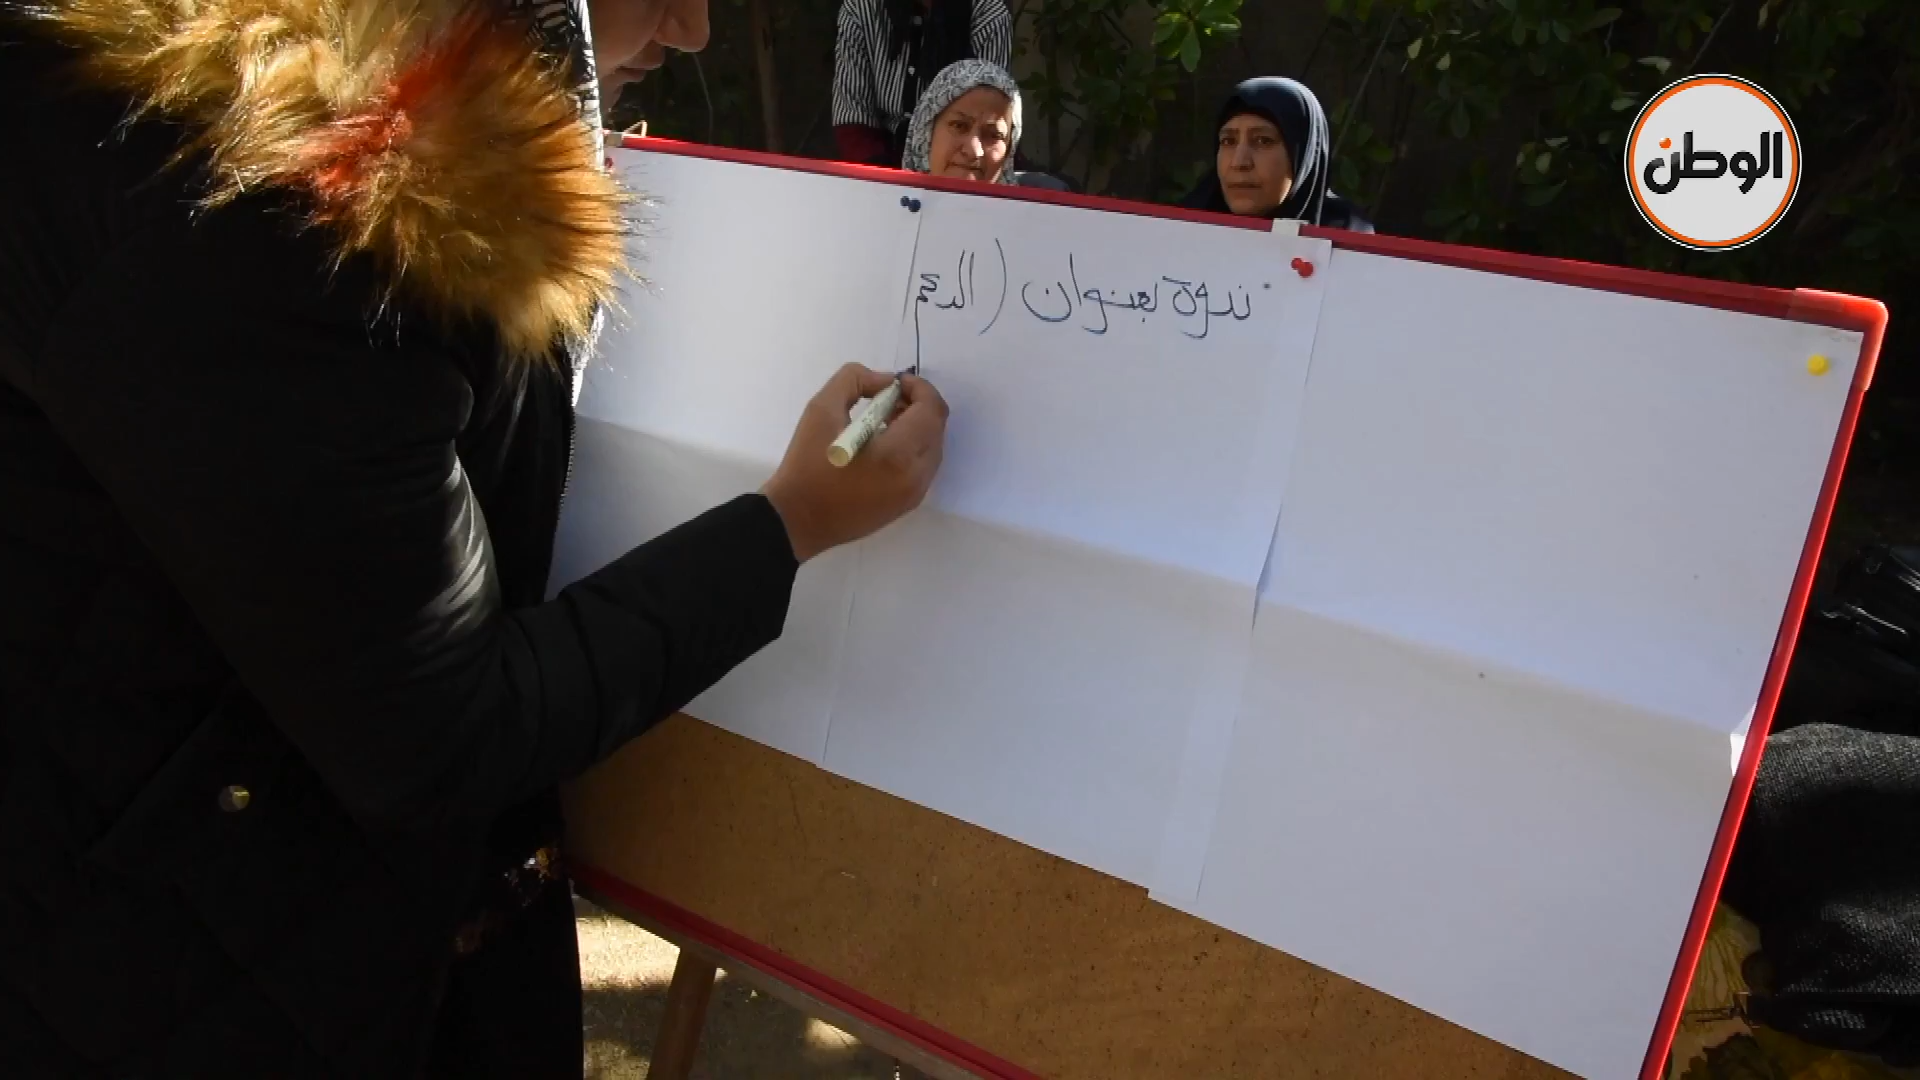 ندوة بعنوان ( الدعم
الوطن